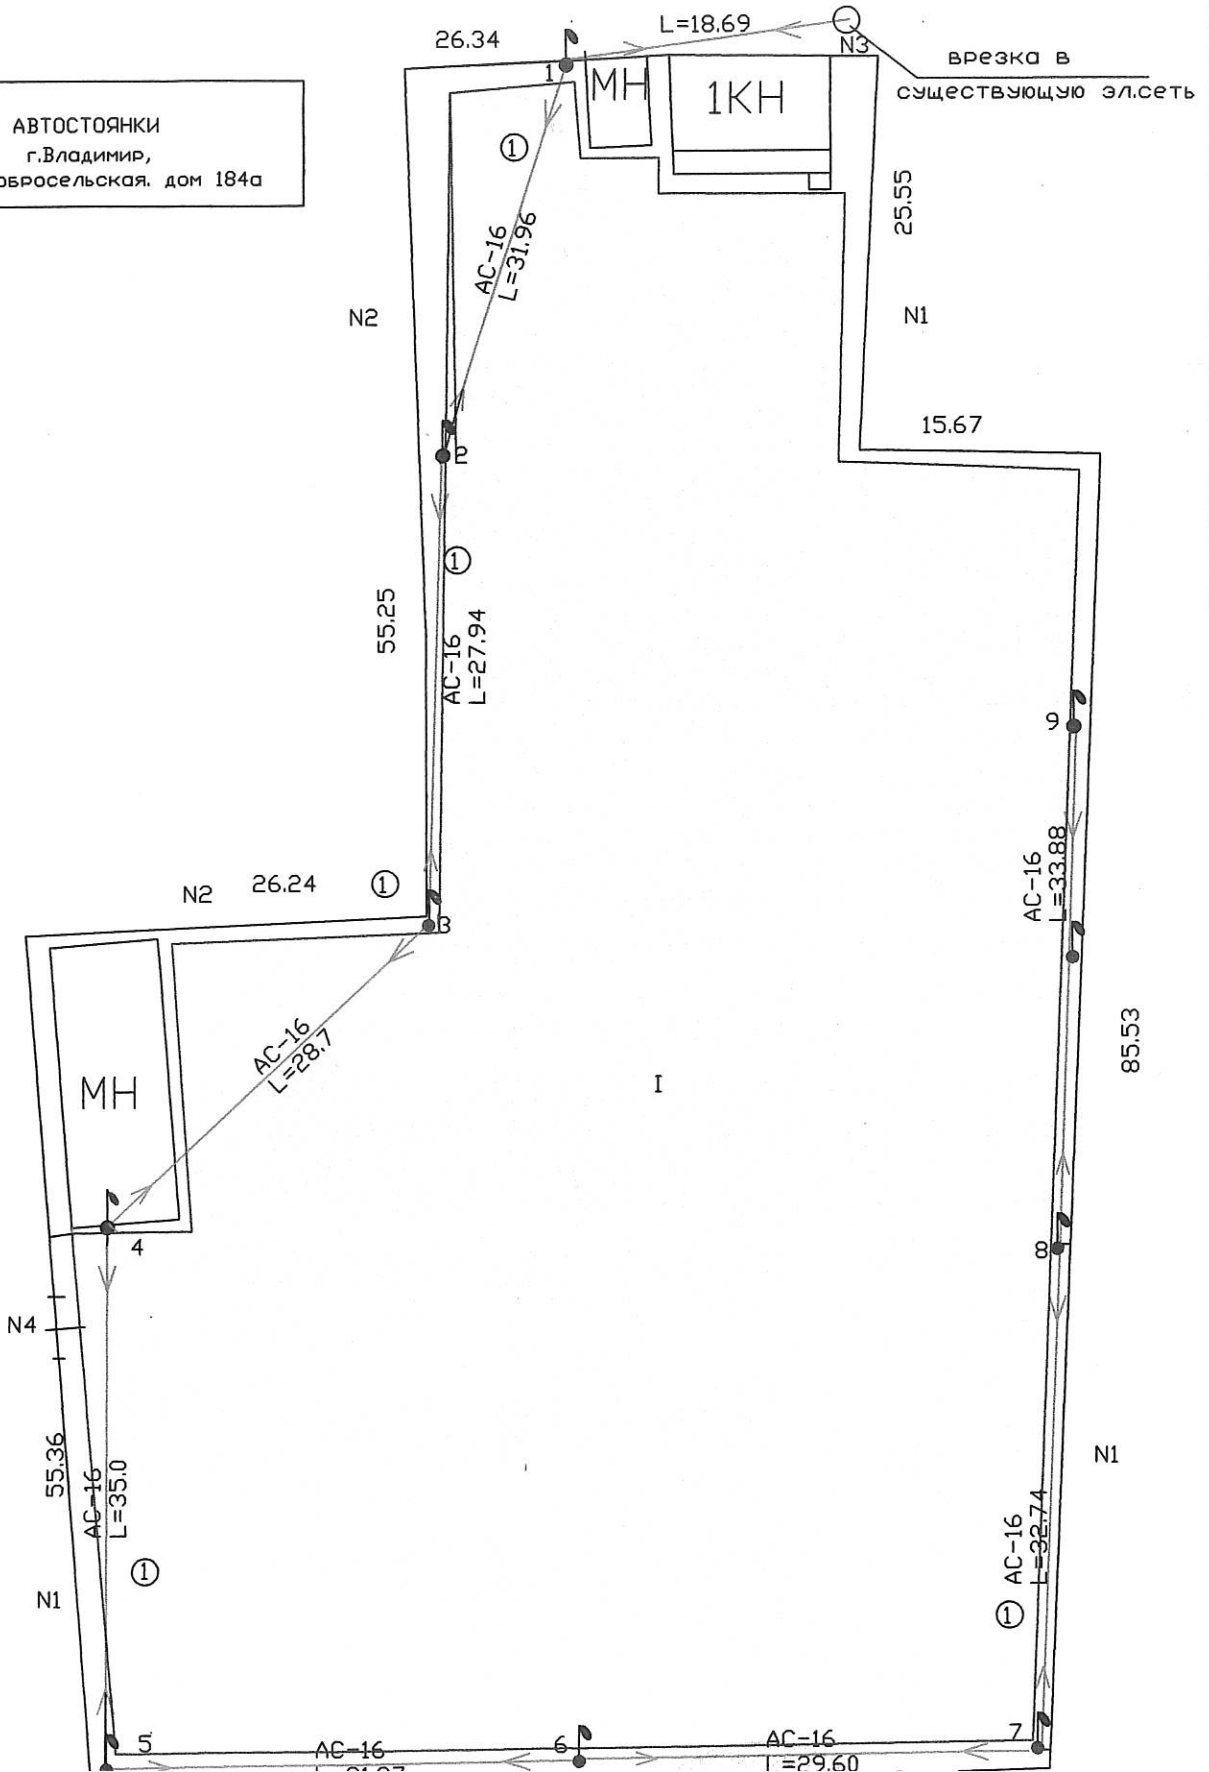 L=18.69
26.34
N3
врезка в
существующую эл.сеть
1
МН
1КН
АВТОСТОЯНКИ
г.Владимир,
дом 184а
1
25.55
АС-16
L=31.96
N2
N1
15.67
2
1
55.25
АС-16
L=27.94
9
АС-16
L=33.88
N2
26.24
1
3
АС-16
L=28.7
85.53
МН
I
4
8
N4
55.36
АС-16
L=35.0
N1
АС-16
L=32.74
1
N1
1
5
АС-16
6
АС-16
L=29.60
7